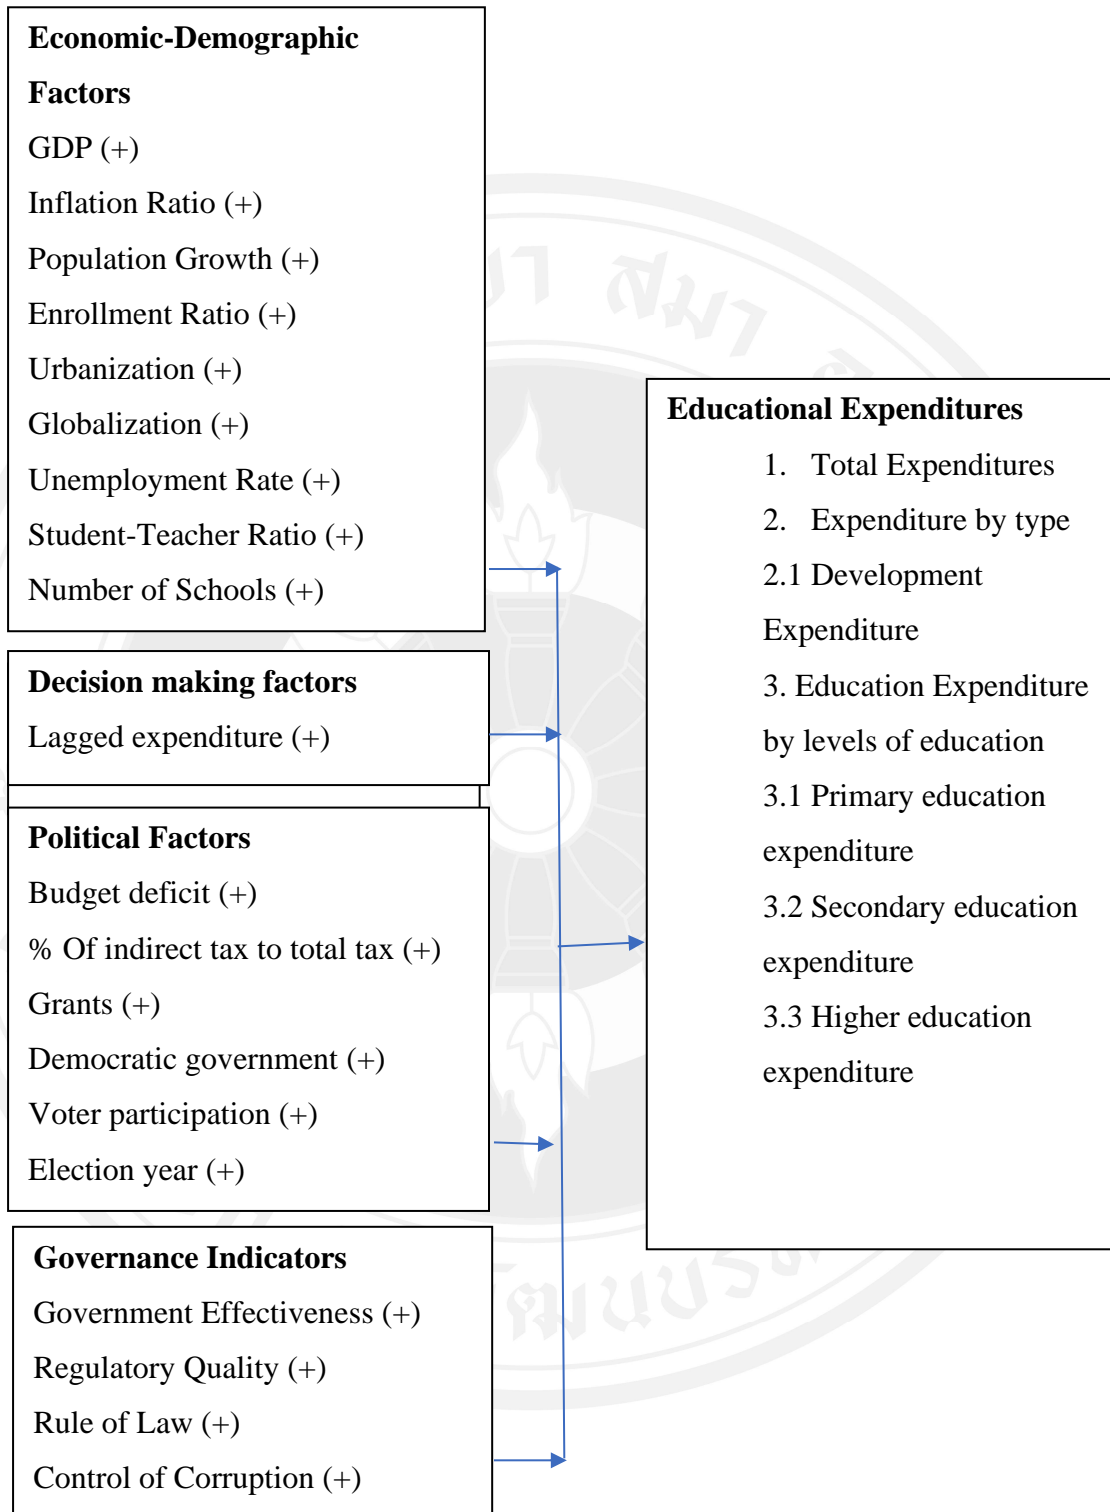 Economic-Demographic
Factors
GDP (+)
Inflation Ratio (+)
Population Growth (+)
Enrollment Ratio (+)
Urbanization (+)
Globalization (+)
Unemployment Rate (+)
Student-Teacher Ratio (+)
Number of Schools (+)
Decision making factors
Lagged expenditure (+)
Political Factors
Budget deficit (+)
% Of indirect tax to total tax (+)
Grants (+)
Democratic government (+)
Voter participation (+)
Election year (+)
Governance Indicators
Government Effectiveness (+)
Regulatory Quality (+)
Rule of Law (+)
Control of Corruption (+)
Educational Expenditures
1. Total Expenditures
2. Expenditure by type
2.1 Development
Expenditure
3. Education Expenditure
by levels of education
3.1 Primary education
expenditure
3.2 Secondary education
expenditure
3.3 Higher education
expenditure
สมา